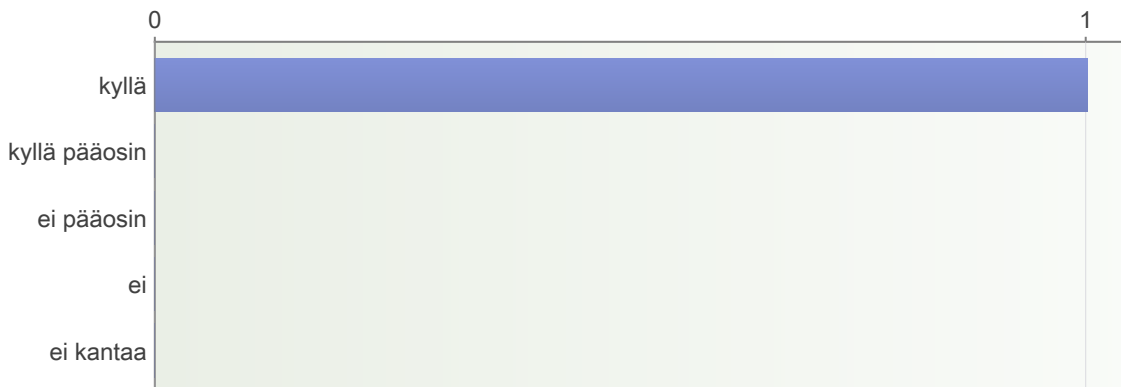 0 1
kyllä
kyllä pääosin
ei pääosin
ei
ei kantaa